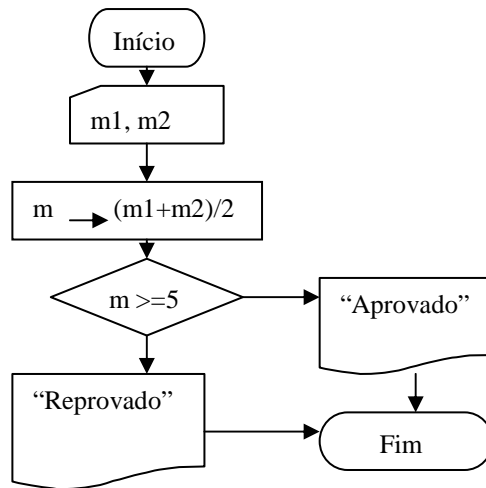 Início
m1, m2
m (m1+m2)/2
m >=5
“Aprovado”
“Reprovado”
Fim